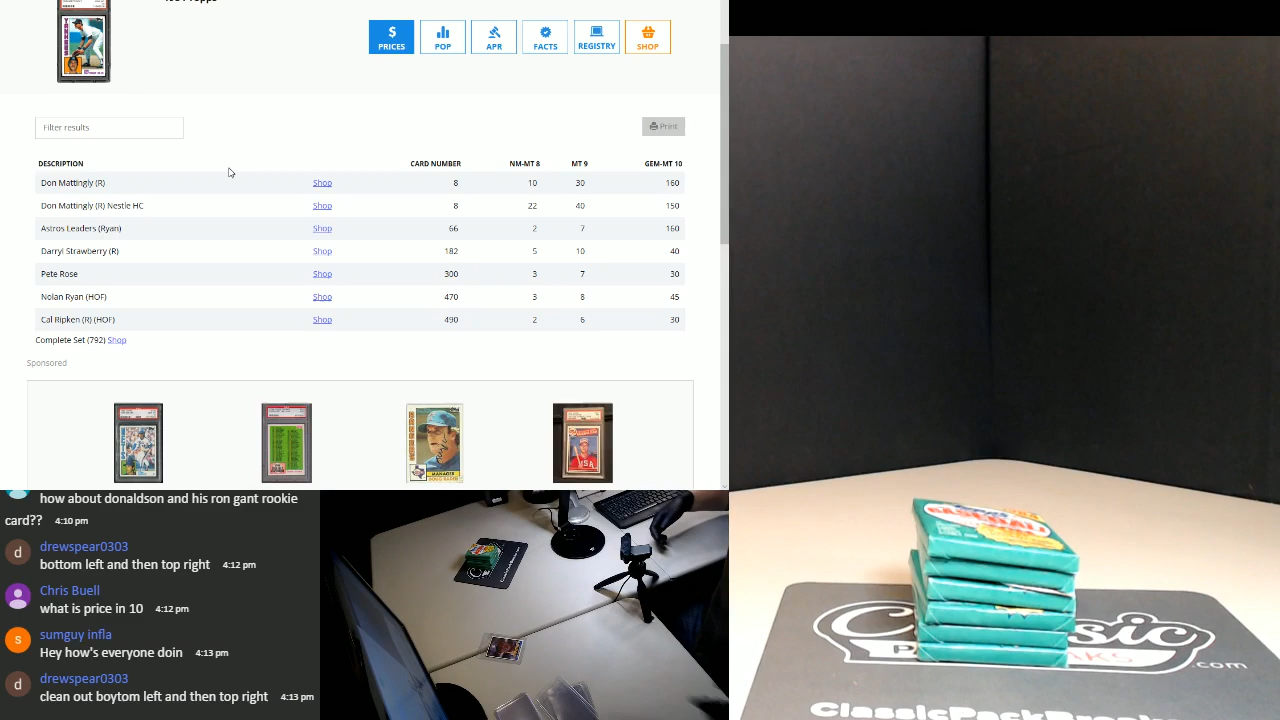 $
PRICES
POP
APR
FACTS
REGISTRY
SHOP
Filter results
Print
DESCRIPTION CARD NUMBER NM-MT 8 MT 9 GEM-MT 10
Don Mattingly (R) Shop 8 10 30 160
Don Mattingly (R) Nestle HC Shop 8 22 40 150
Astros Leaders (Ryan) Shop 66 2 7 160
Darryl Strawberry (R) Shop 182 5 10 40
Pete Rose Shop 300 3 7 30
Nolan Ryan (HOF) Shop 470 3 8 45
Cal Ripken (R) (HOF) Shop 490 2 6 30
Complete Set (792) Shop
Sponsored
MANAGER
USA
how about donaldson and his ron gant rookie
card?? 4:10 pm
d drewspear0303
bottom left and then top right 4:12 pm
Chris Buell
what is price in 10 4:12 pm
s sumguy infla
Hey how's everyone doin 4:13 pm
d drewspear0303
clean out boytom left and then top right 4:13 pm
BASEBALL
.com